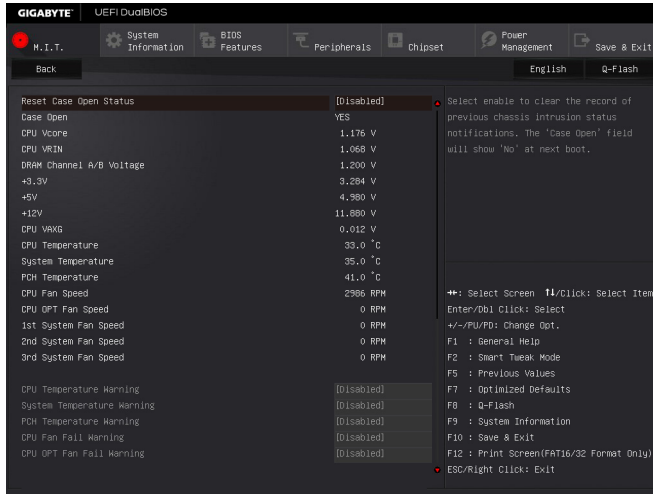 GIGABYTE™ UEFI DualBIOS
M.I.T.
System Information
BIOS Features
Peripherals
Chipset
Power Management
Save & Exit
Back
English
Q-Flash
Reset Case Open Status [Disabled]
Case Open YES
CPU Vcore 1.176 V
CPU VRIN 1.068 V
DRAM Channel A/B Voltage 1.200 V
+3.3V 3.284 V
+5V 4.980 V
+12V 11.880 V
CPU VAXG 0.012 V
CPU Temperature 33.0 °C
System Temperature 35.0 °C
PCH Temperature 41.0 °C
CPU Fan Speed 2986 RPM
CPU OPT Fan Speed 0 RPM
1st System Fan Speed 0 RPM
2nd System Fan Speed 0 RPM
3rd System Fan Speed 0 RPM
CPU Temperature Warning [Disabled]
System Temperature Warning [Disabled]
PCH Temperature Warning [Disabled]
CPU Fan Fail Warning [Disabled]
CPU OPT Fan Fail Warning [Disabled]
Select enable to clear the record of
previous chassis intrusion status
notifications. The 'Case Open' field
will show 'No' at next boot.
→←: Select Screen ↑↓/Click: Select Item
Enter/Dbl Click: Select
+/-/PU/PD: Change Opt.
F1 : General Help
F2 : Smart Tweak Mode
F5 : Previous Values
F7 : Optimized Defaults
F8 : Q-Flash
F9 : System Information
F10 : Save & Exit
F12 : Print Screen(FAT16/32 Format Only)
ESC/Right Click: Exit